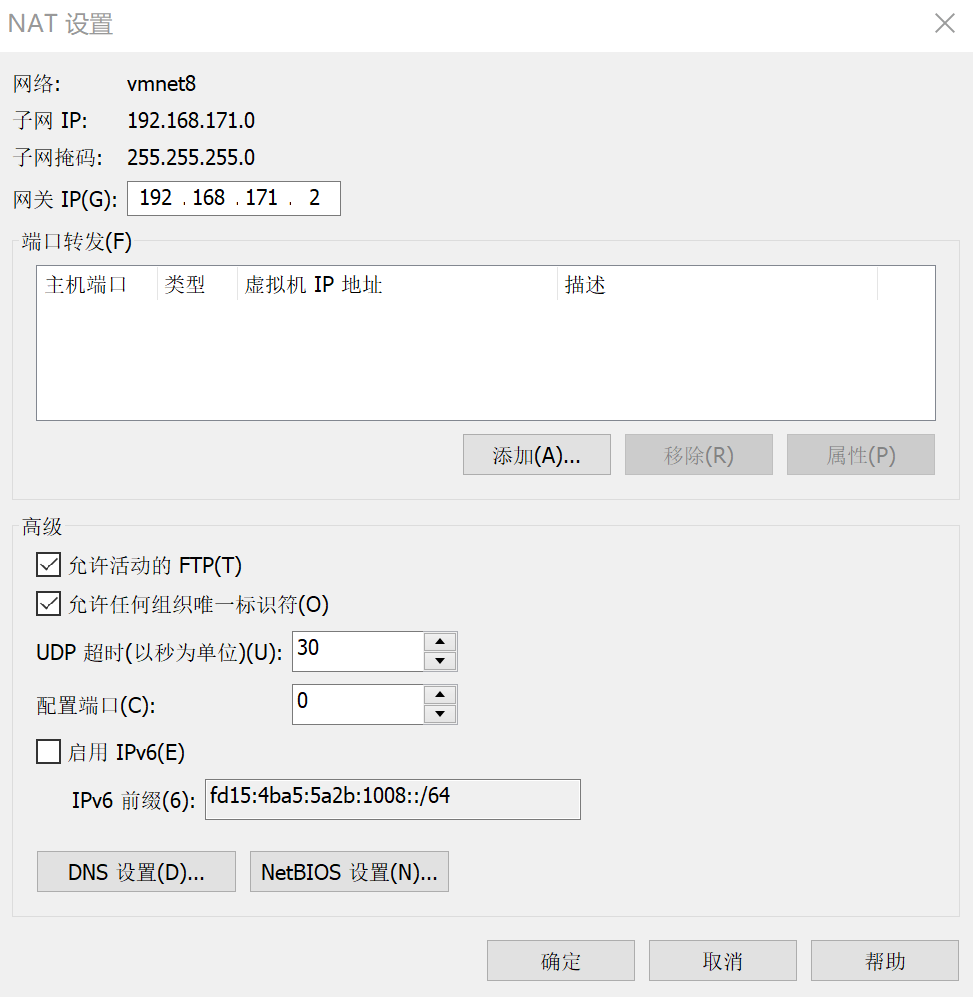 NAT 设置
网络: vmnet8
子网 IP: 192.168.171.0
子网掩码: 255.255.255.0
网关 IP(G): 192 . 168 . 171 . 2
端口转发(F)
主机端口 类型 虚拟机 IP 地址 描述
添加(A)... 移除(R) 属性(P)
高级
允许活动的 FTP(T)
允许任何组织唯一标识符(O)
UDP 超时(以秒为单位)(U): 30
配置端口(C): 0
启用 IPv6(E)
IPv6 前缀(6): fd15:4ba5:5a2b:1008::/64
DNS 设置(D)... NetBIOS 设置(N)...
确定 取消 帮助